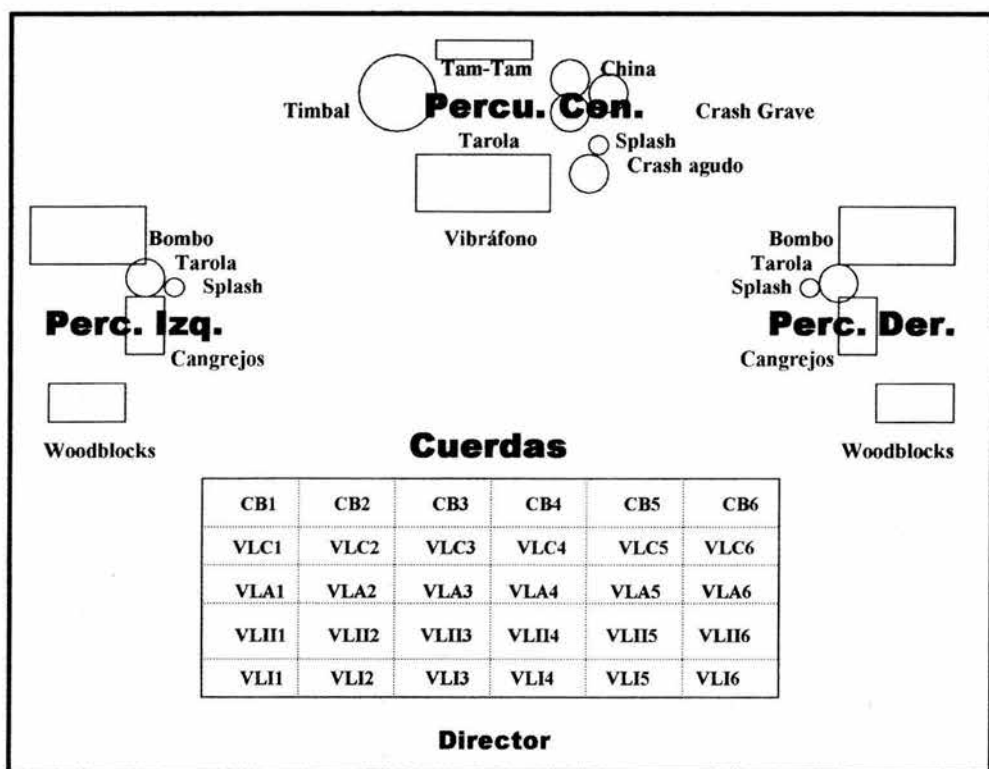 Tam-Tam China
Timbal Percu. Cen. Crash Grave
Tarola Splash
Crash agudo
Vibráfono
Bombo Bombo
Tarola Tarola
Splash Splash
Perc. Izq. Perc. Der.
Cangrejos Cangrejos
Woodblocks Woodblocks
Cuerdas
CB1 CB2 CB3 CB4 CB5 CB6
VLC1 VLC2 VLC3 VLC4 VLC5 VLC6
VLA1 VLA2 VLA3 VLA4 VLA5 VLA6
VLII1 VLII2 VLII3 VLII4 VLII5 VLII6
VLI1 VLI2 VLI3 VLI4 VLI5 VLI6
Director